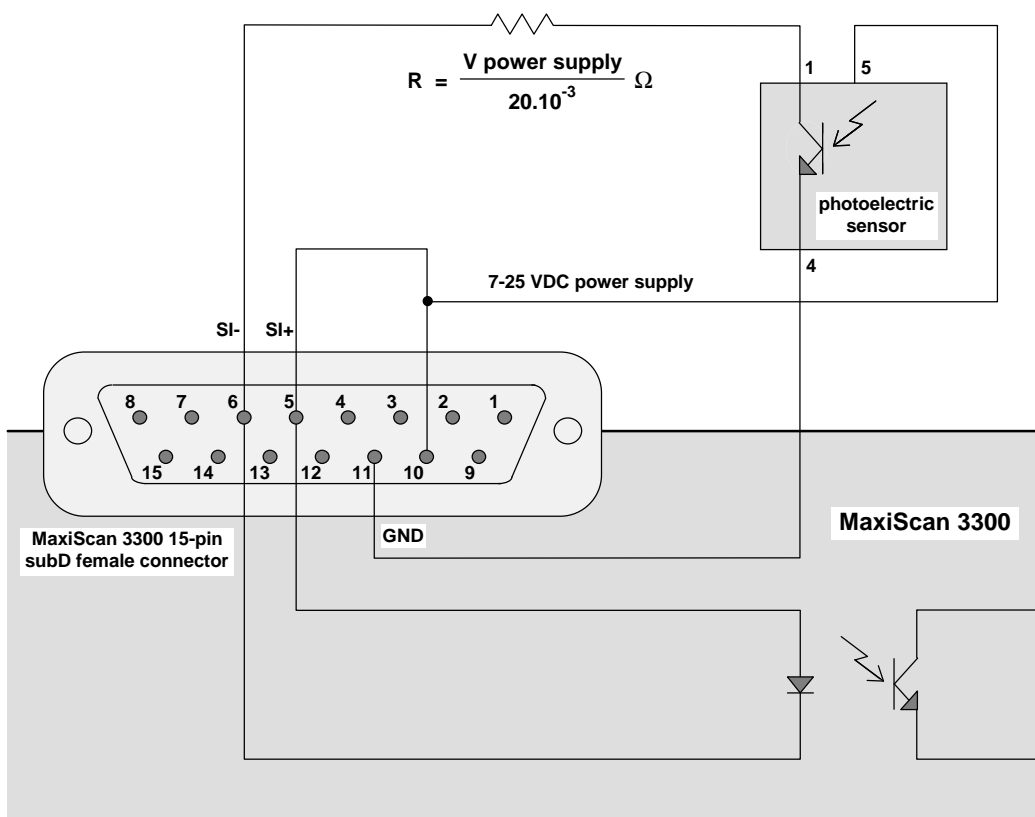 V power supply
R = ———— Ω
20.10-3
1 5
photoelectric
sensor
4
7-25 VDC power supply
SI- SI+
8 7 6 5 4 3 2 1
15 14 13 12 11 10 9
GND
MaxiScan 3300 15-pin
subD female connector
MaxiScan 3300